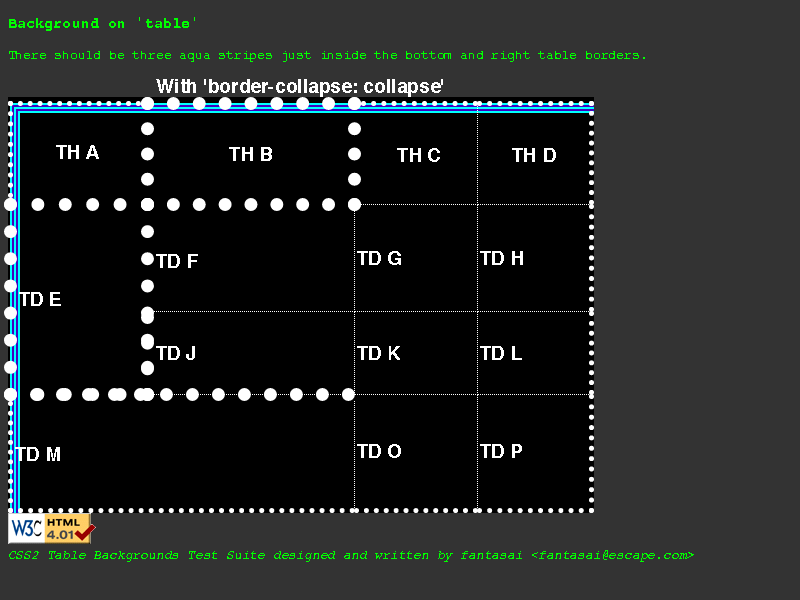 Background on 'table'
There should be three aqua stripes just inside the bottom and right table borders.
With 'border-collapse: collapse'
TH A TH B TH C TH D
TD E TD F TD G TD H
TD J TD K TD L
TD M TD O TD P
W3C HTML 4.01
CSS2 Table Backgrounds Test Suite designed and written by fantasai <fantasai@escape.com>